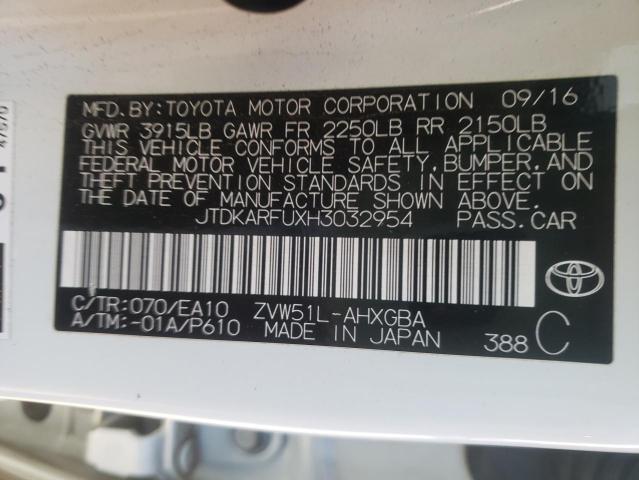 MFD.BY:TOYOTA MOTOR CORPORATION 09/16
GVWR 3915LB GAWR FR 2250LB RR 2150LB
THIS VEHICLE CONFORMS TO ALL APPLICABLE
FEDERAL MOTOR VEHICLE SAFETY,BUMPER,AND
THEFT PREVENTION STANDARDS IN EFFECT ON
THE DATE OF MANUFACTURE SHOWN ABOVE.
JTDKARFUXH3032954 PASS.CAR
C/TR:070/EA10 ZVW51L-AHXGBA
A/TM:-01A/P610 MADE IN JAPAN 388 C